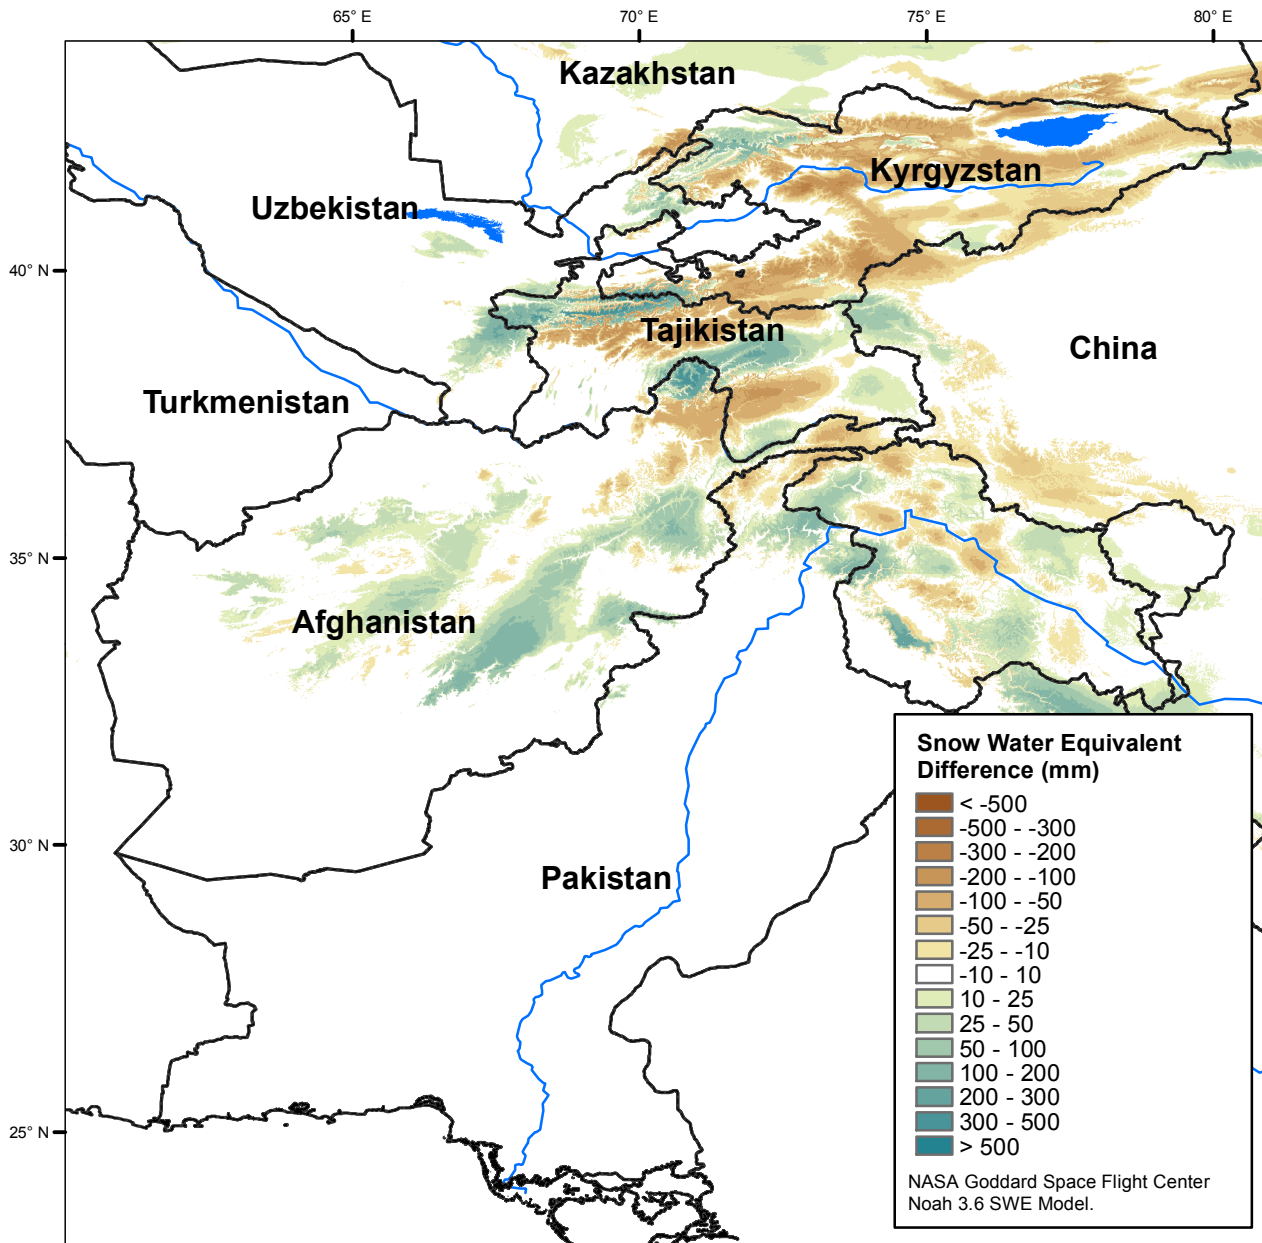 65° E
70° E
75° E
80° E
Kazakhstan
Kyrgyzstan
Uzbekistan
40° N
Tajikistan
China
Turkmenistan
35° N
Afghanistan
30° N
Pakistan
25° N
Snow Water Equivalent
Difference (mm)
< -500
-500 - -300
-300 - -200
-200 - -100
-100 - -50
-50 - -25
-25 - -10
-10 - 10
10 - 25
25 - 50
50 - 100
100 - 200
200 - 300
300 - 500
> 500
NASA Goddard Space Flight Center
Noah 3.6 SWE Model.